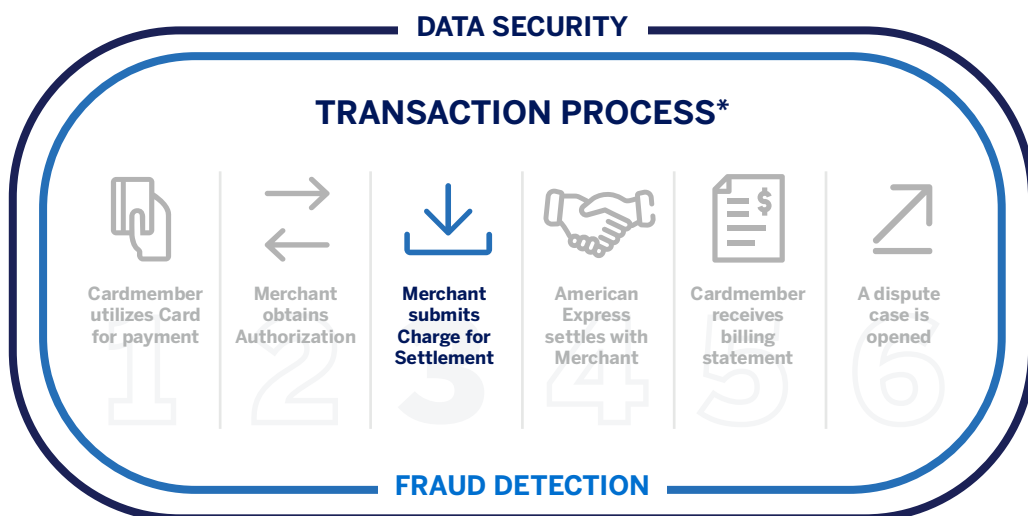 DATA SECURITY
TRANSACTION PROCESS*
$
Cardmember
utilizes Card
for payment
1
Merchant
obtains
Authorization
2
Merchant
submits
Charge for
Settlement
3
American
Express
settles with
Merchant
4
Cardmember
receives
billing
statement
5
A dispute
case is
opened
6
FRAUD DETECTION